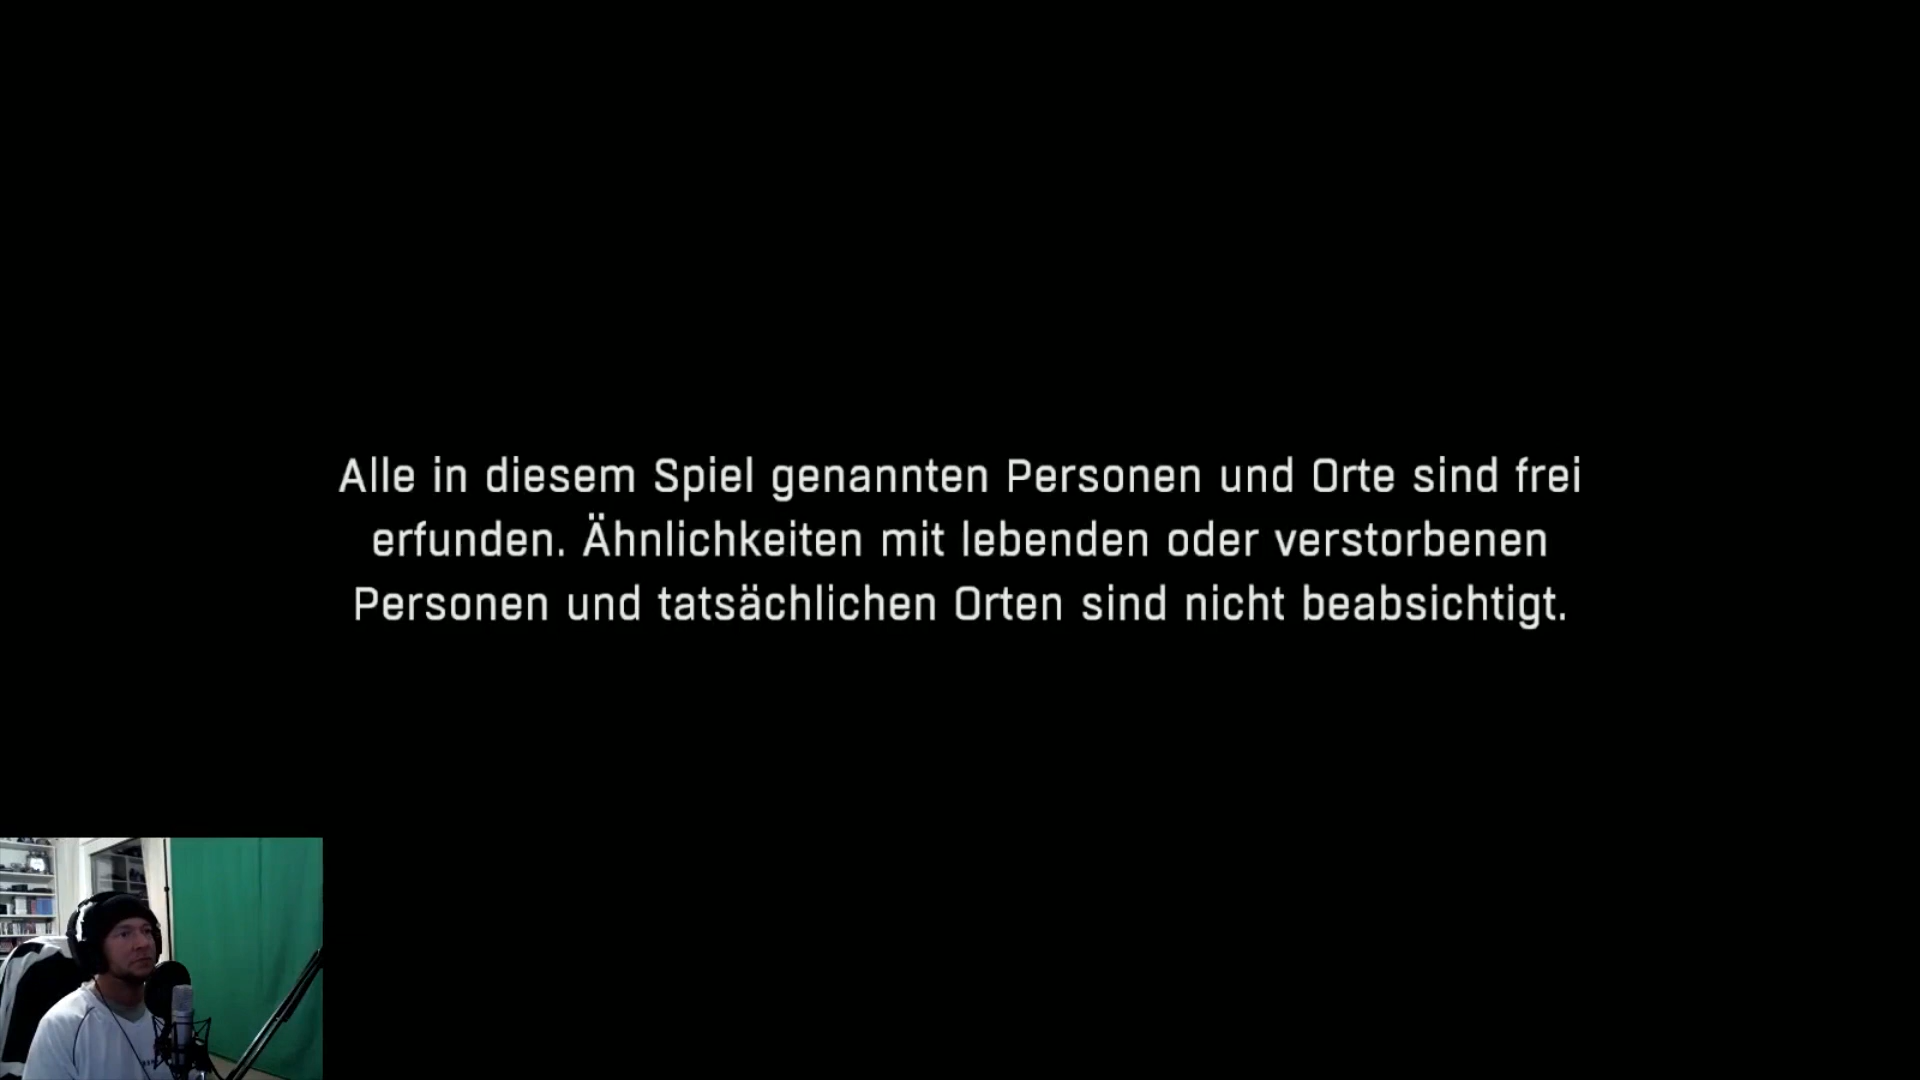 Alle in diesem Spiel genannten Personen und Orte sind frei
erfunden. Ähnlichkeiten mit lebenden oder verstorbenen
Personen und tatsächlichen Orten sind nicht beabsichtigt.